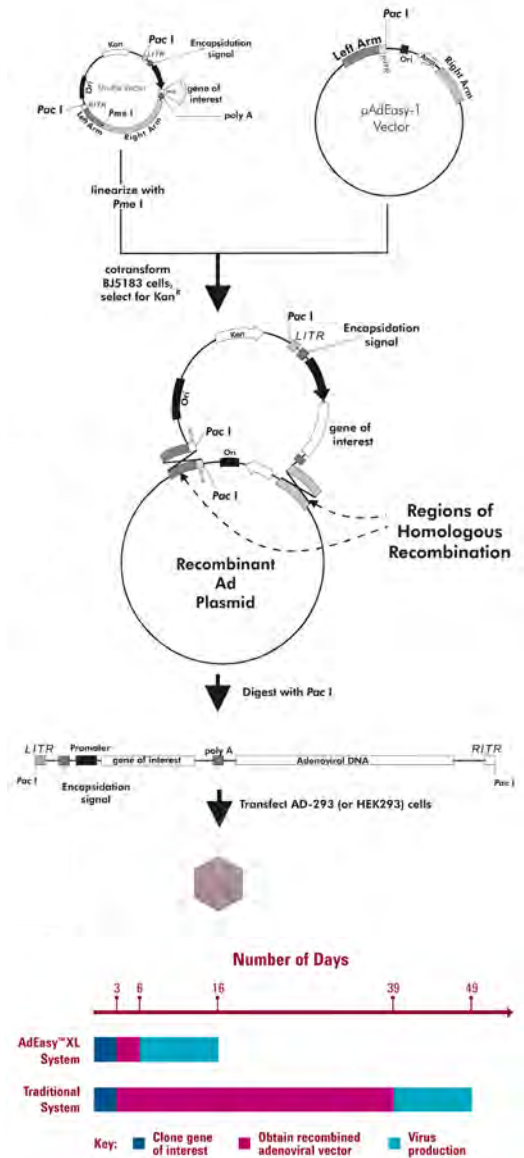 Pac I
Kan
LITR
Encapsidation
signal
Shuttle Vector
Ori
gene of
interest
Pac I
RITR
Pme I
poly A
Left Arm
Right Arm
Pac I
Left Arm
RITR
Ori
Right Arm
pAdEasy-1
Vector
linearize with
Pme I
cotransform
BJ5183 cells,
select for Kanᴿ
Pac I
LITR
Encapsidation
signal
Kan
Ori
gene of
interest
Pac I
Ori
Pac I
Regions of
Homologous
Recombination
Recombinant
Ad
Plasmid
Digest with Pac I
LITR
Promoter
gene of interest
poly A
Adenoviral DNA
RITR
Pac I
Encapsidation
signal
Pac I
Transfect AD-293 (or HEK293) cells
Number of Days
3 6 16 39 49
AdEasy™XL
System
Traditional
System
Key: Clone gene of interest
Obtain recombined adenoviral vector
Virus production